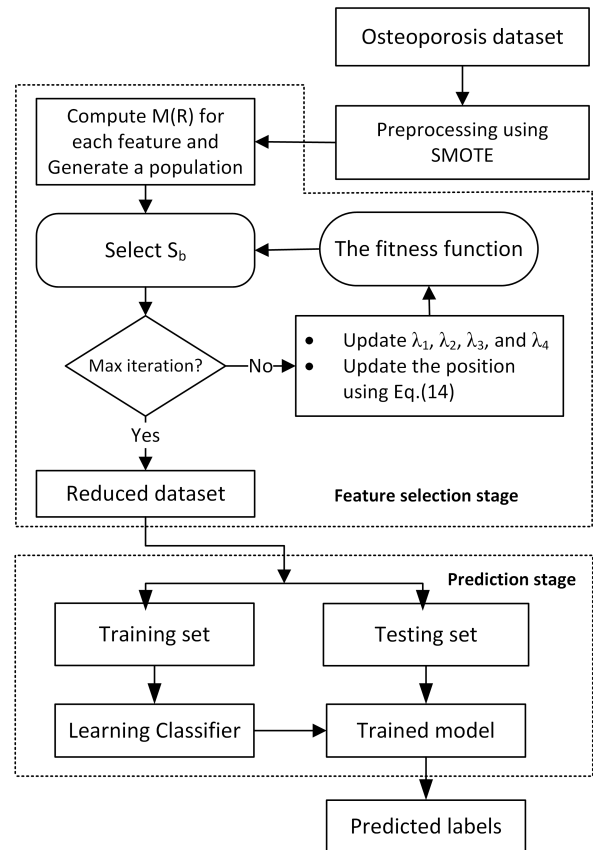 Osteoporosis dataset
Preprocessing using
SMOTE
Compute M(R) for
each feature and
Generate a population
Select S_b
The fitness function
Max iteration?
No
• Update λ₁, λ₂, λ₃, and λ₄
• Update the position
using Eq.(14)
Yes
Reduced dataset
Feature selection stage
Prediction stage
Training set
Testing set
Learning Classifier
Trained model
Predicted labels